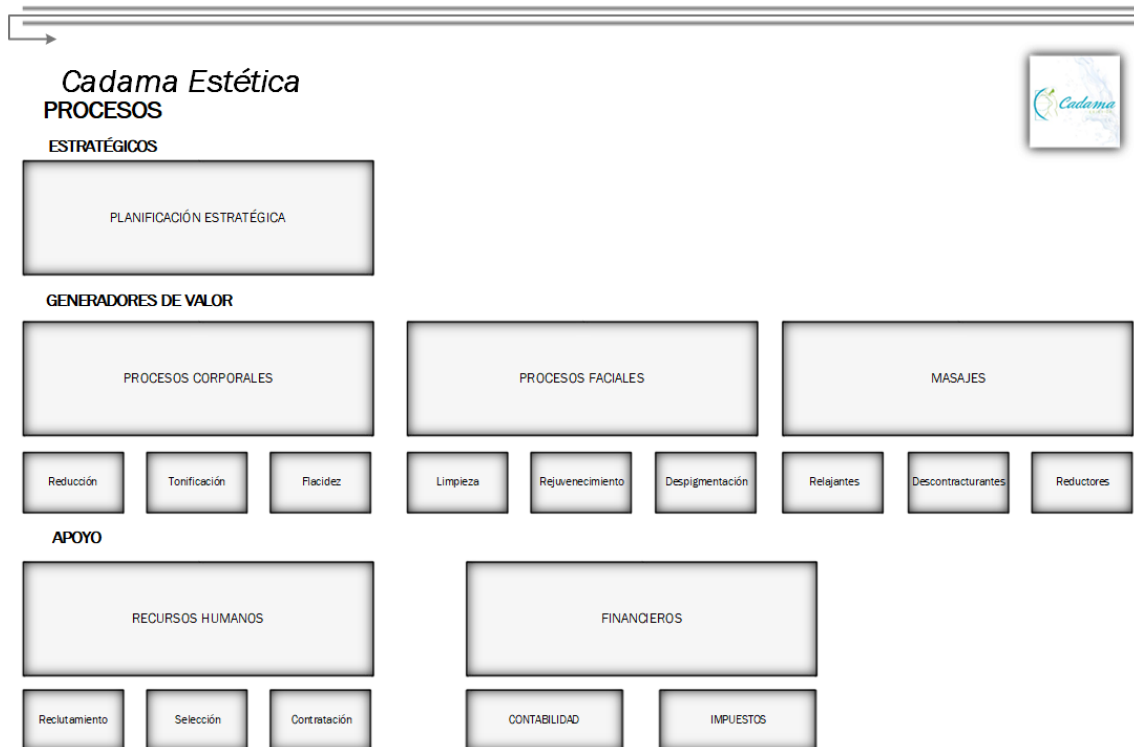 Cadama Estética
PROCESOS
Cadama
ESTRATÉGICOS
PLANIFICACIÓN ESTRATÉGICA
GENERADORES DE VALOR
PROCESOS CORPORALES
PROCESOS FACIALES
MASAJES
Reducción
Tonificación
Flacidez
Limpieza
Rejuvenecimiento
Despigmentación
Relajantes
Descontracturantes
Reductores
APOYO
RECURSOS HUMANOS
FINANCIEROS
Reclutamiento
Selección
Contratación
CONTABILIDAD
IMPUESTOS